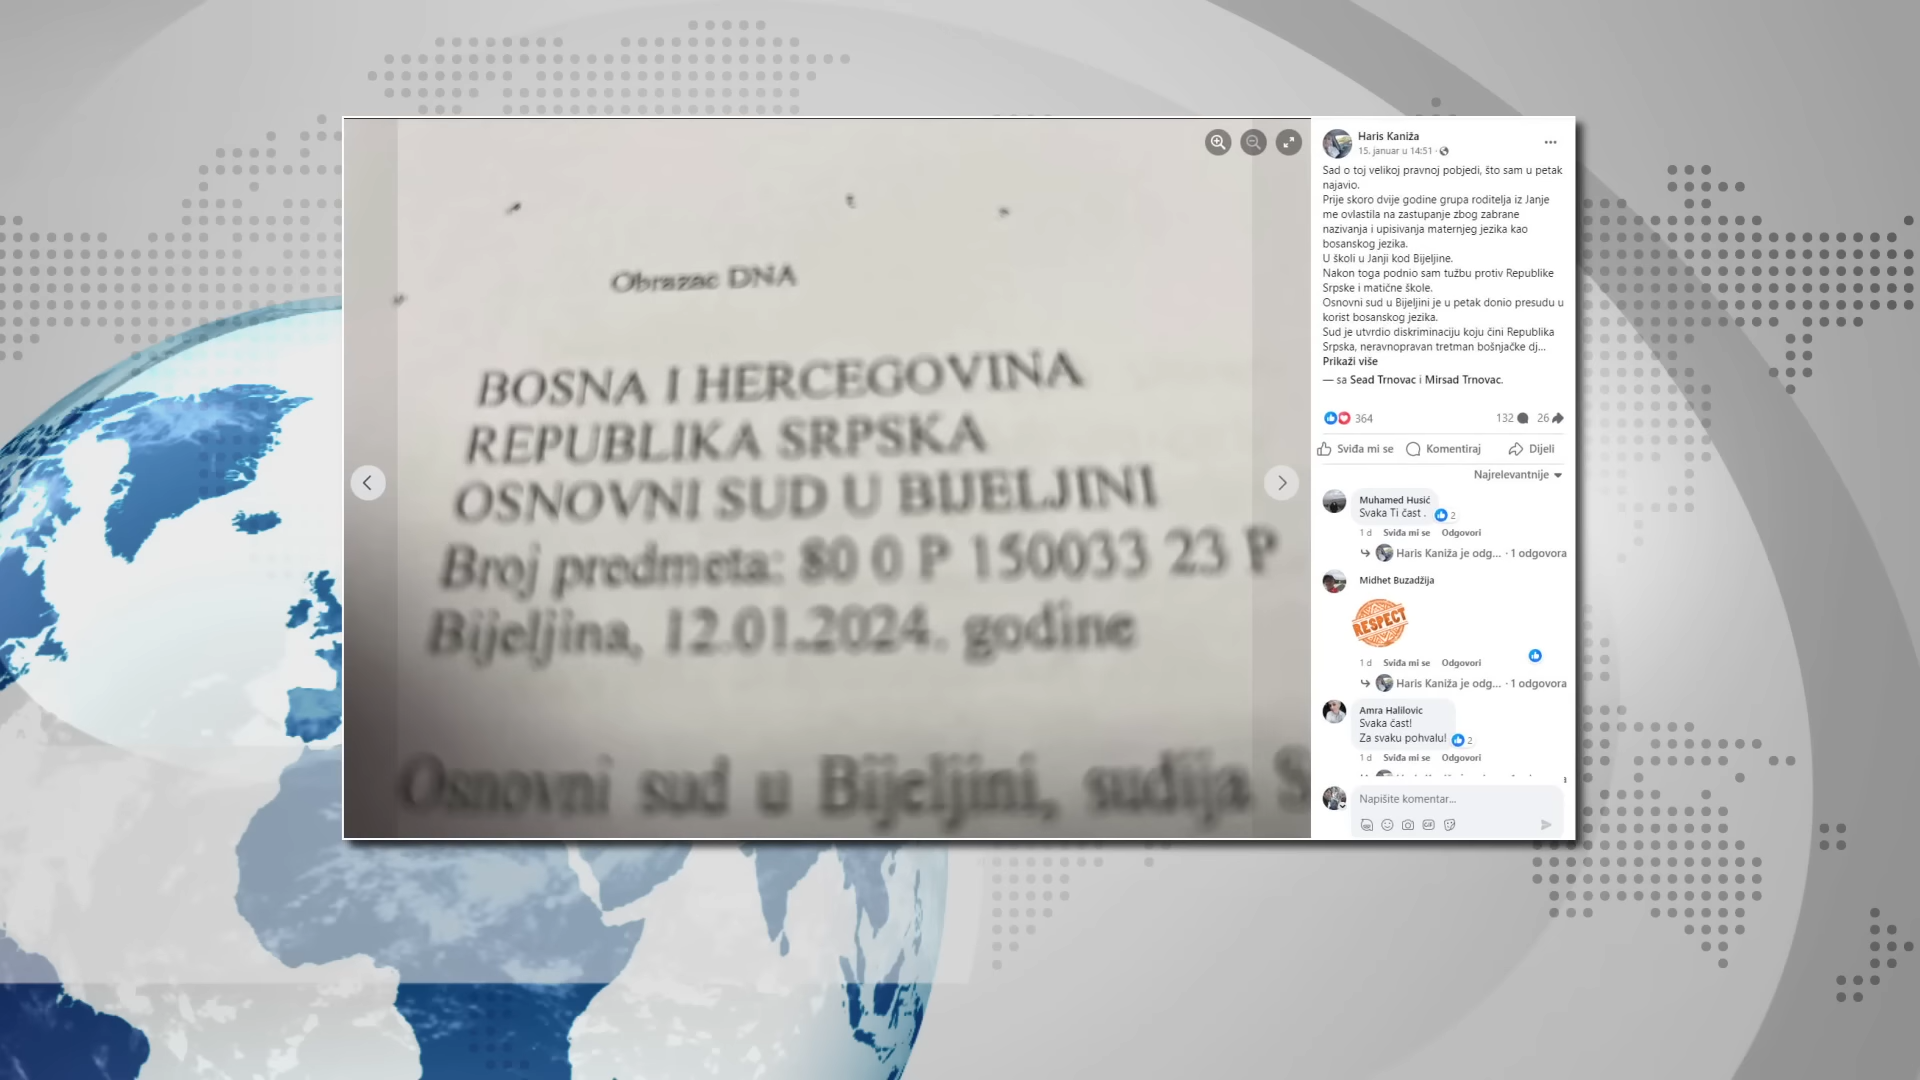 Obrazac DNA
BOSNA I HERCEGOVINA
REPUBLIKA SRPSKA
OSNOVNI SUD U BIJELJINI
Broj predmeta: 80 0 P 150033 23 P
Bijeljina, 12.01.2024. godine
Osnovni sud u Bijeljini, sudija S
Haris Kaniža
15. januar u 14:51 ·
Sad o toj velikoj pravnoj pobjedi, što sam u petak
najavio.
Prije skoro dvije godine grupa roditelja iz Janje
me ovlastila na zastupanje zbog zabrane
nazivanja i upisivanja maternjeg jezika kao
bosanskog jezika.
U školi u Janji kod Bijeljine.
Nakon toga podnio sam tužbu protiv Republike
Srpske i matične škole.
Osnovni sud u Bijeljini je u petak donio presudu u
korist bosanskog jezika.
Sud je utvrdio diskriminaciju koju čini Republika
Srpska, neravnopravan tretman bošnjačke dj...
Prikaži više
— sa Sead Trnovac i Mirsad Trnovac.
364 132 26
Sviđa mi se Komentiraj Dijeli
Najrelevantnije
Muhamed Husić
Svaka Ti čast . 2
1 d Sviđa mi se Odgovori
Haris Kaniža je odg... · 1 odgovora
Midhet Buzadžija
RESPECT
1 d Sviđa mi se Odgovori
Haris Kaniža je odg... · 1 odgovora
Amra Halilovic
Svaka čast!
Za svaku pohvalu! 2
1 d Sviđa mi se Odgovori
Napišite komentar...
GIF